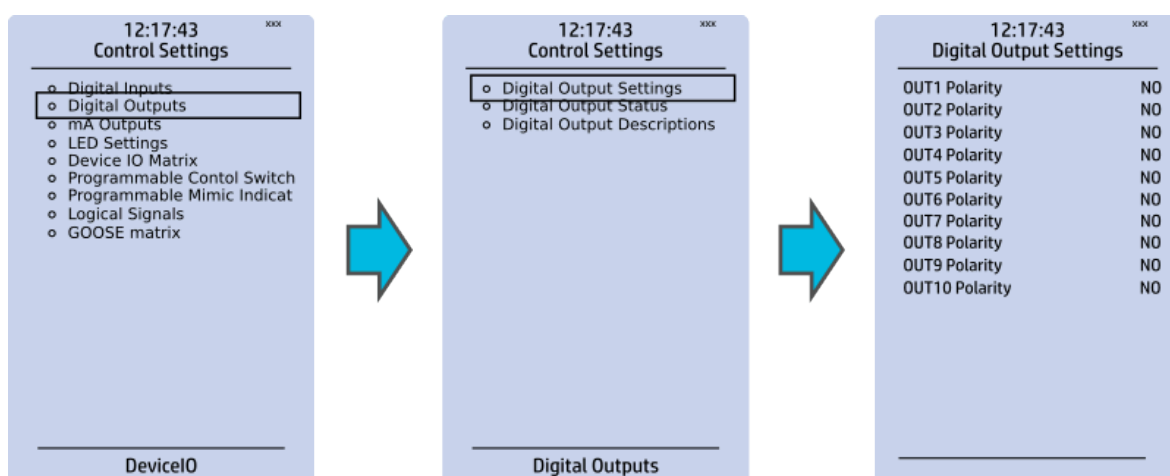 12:17:43 xxx
Control Settings
Digital Inputs
Digital Outputs
mA Outputs
LED Settings
Device IO Matrix
Programmable Contol Switch
Programmable Mimic Indicat
Logical Signals
GOOSE matrix
DeviceIO
12:17:43 xxx
Control Settings
Digital Output Settings
Digital Output Status
Digital Output Descriptions
Digital Outputs
12:17:43 xxx
Digital Output Settings
OUT1 Polarity NO
OUT2 Polarity NO
OUT3 Polarity NO
OUT4 Polarity NO
OUT5 Polarity NO
OUT6 Polarity NO
OUT7 Polarity NO
OUT8 Polarity NO
OUT9 Polarity NO
OUT10 Polarity NO